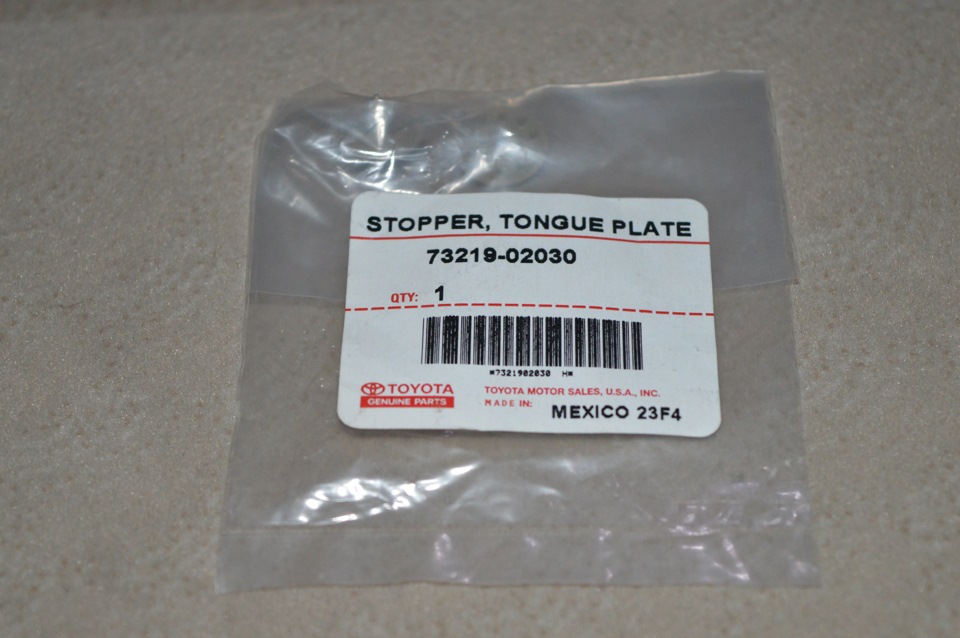 STOPPER, TONGUE PLATE
73219-02030
QTY: 1
*7321902030 H*
TOYOTA
GENUINE PARTS
TOYOTA MOTOR SALES, U.S.A., INC.
MADE IN: MEXICO 23F4